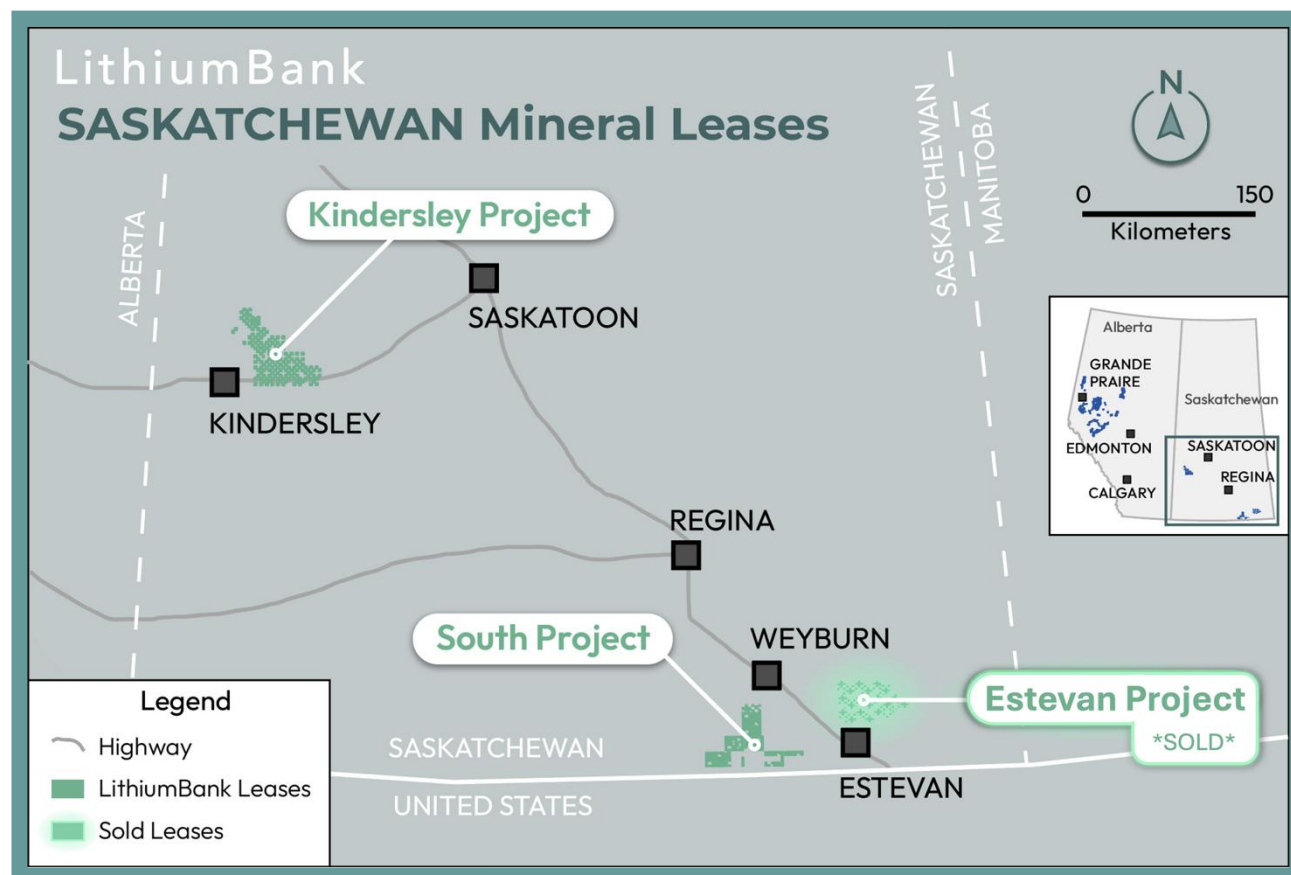 LithiumBank
SASKATCHEWAN Mineral Leases
N
0 150
Kilometers
ALBERTA
SASKATCHEWAN
MANITOBA
Kindersley Project
SASKATOON
KINDERSLEY
Alberta
GRANDE
PRAIRE
Saskatchewan
EDMONTON
SASKATOON
CALGARY
REGINA
REGINA
South Project
WEYBURN
Estevan Project
*SOLD*
ESTEVAN
SASKATCHEWAN
UNITED STATES
Legend
Highway
LithiumBank Leases
Sold Leases